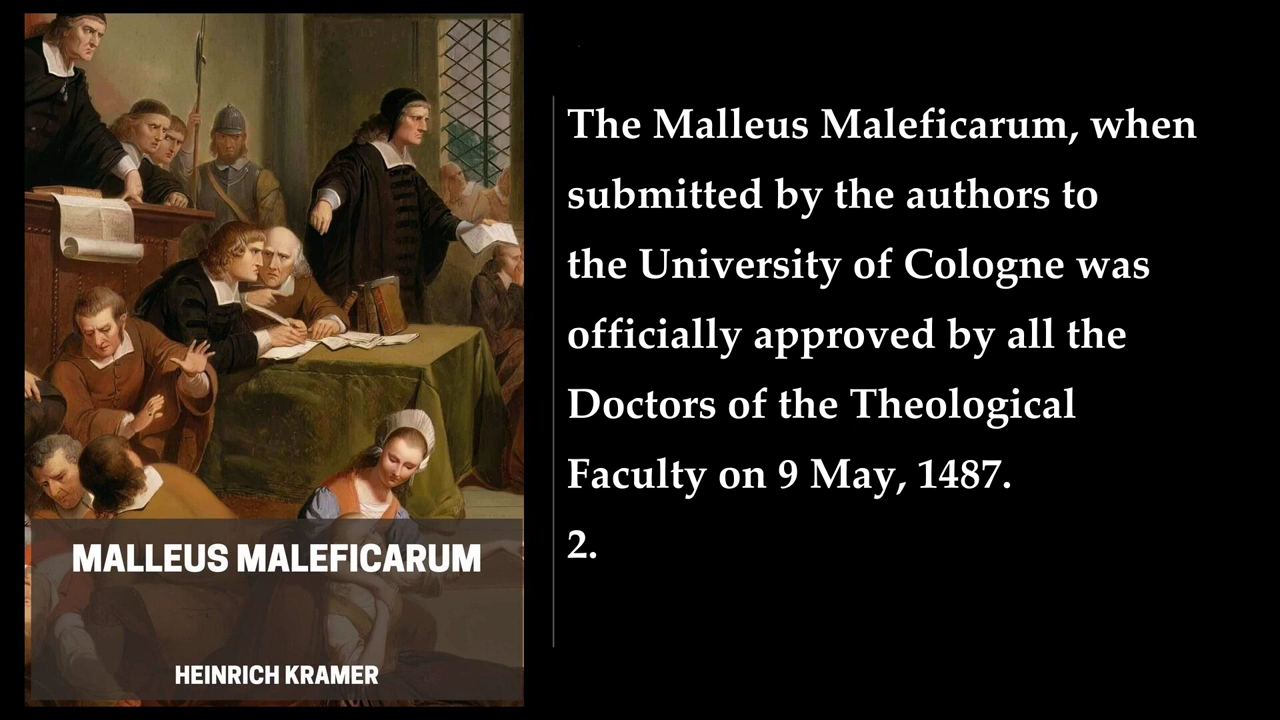 The Malleus Maleficarum, when
submitted by the authors to
the University of Cologne was
officially approved by all the
Doctors of the Theological
Faculty on 9 May, 1487.
2.
MALLEUS MALEFICARUM
HEINRICH KRAMER